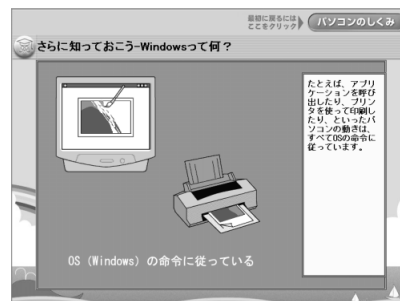 最初に戻るには
ここをクリック
パソコンのしくみ
さらに知っておこう-Windowsって何？
たとえば、アプリ
ケーションを呼び
出したり、プリン
タを使って印刷し
たり、といったパ
ソコンの動きは、
すべてOSの命令に
従っています。
OS（Windows）の命令に従っている